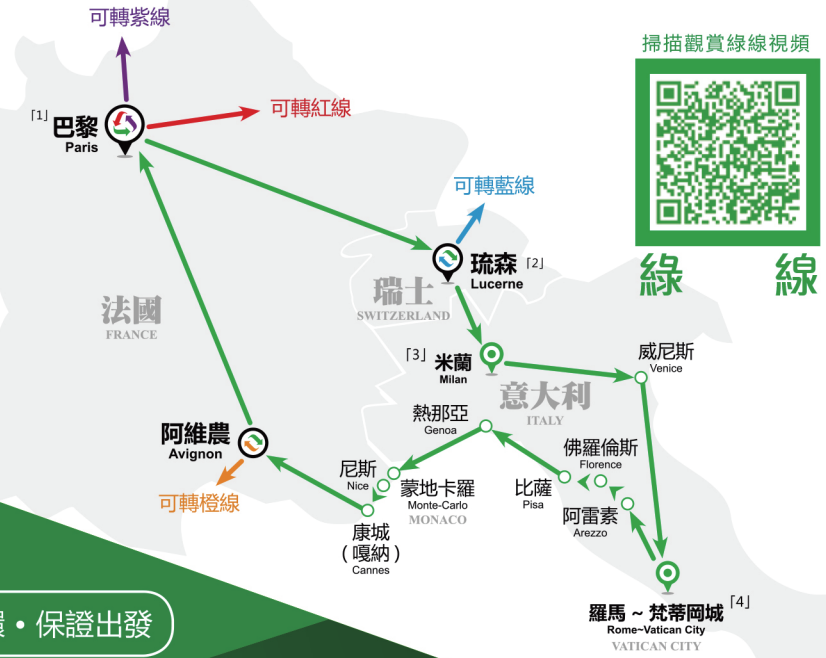 可轉紫線
掃描觀賞綠線視頻
可轉紅線
「1」 巴黎
Paris
可轉藍線
琉森 「2」
Lucerne
綠 線
瑞士
SWITZERLAND
法國
FRANCE
「3」 米蘭
Milan
威尼斯
Venice
意大利
ITALY
熱那亞
Genoa
阿維農
Avignon
佛羅倫斯
Florence
尼斯
Nice
蒙地卡羅
Monte-Carlo
MONACO
比薩
Pisa
可轉橙線
阿雷素
Arezzo
康城
(嘎納)
Cannes
羅馬 ~ 梵蒂岡城 「4」
Rome~Vatican City
VATICAN CITY
・保證出發